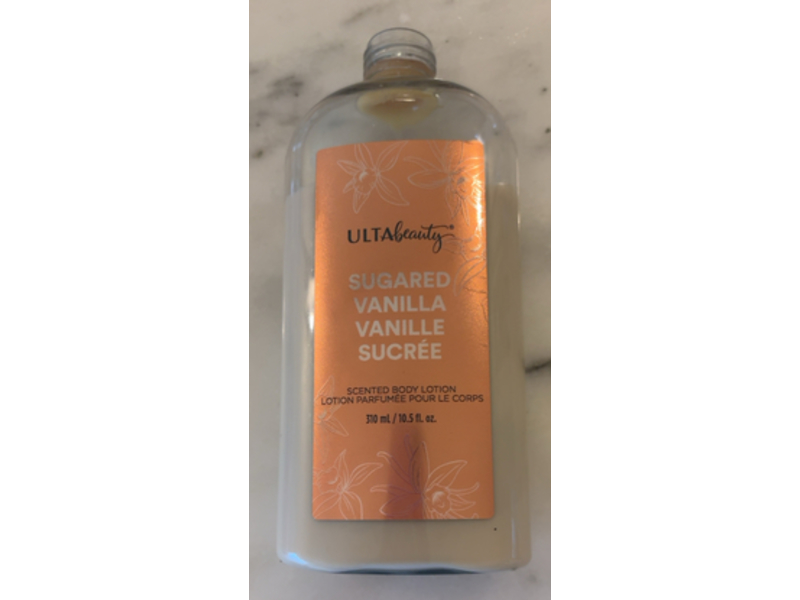 ULTAbeauty®
SUGARED
VANILLA
VANILLE
SUCRÉE
SCENTED BODY LOTION
LOTION PARFUMÉE POUR LE CORPS
310 mL / 10.5 fl. oz.